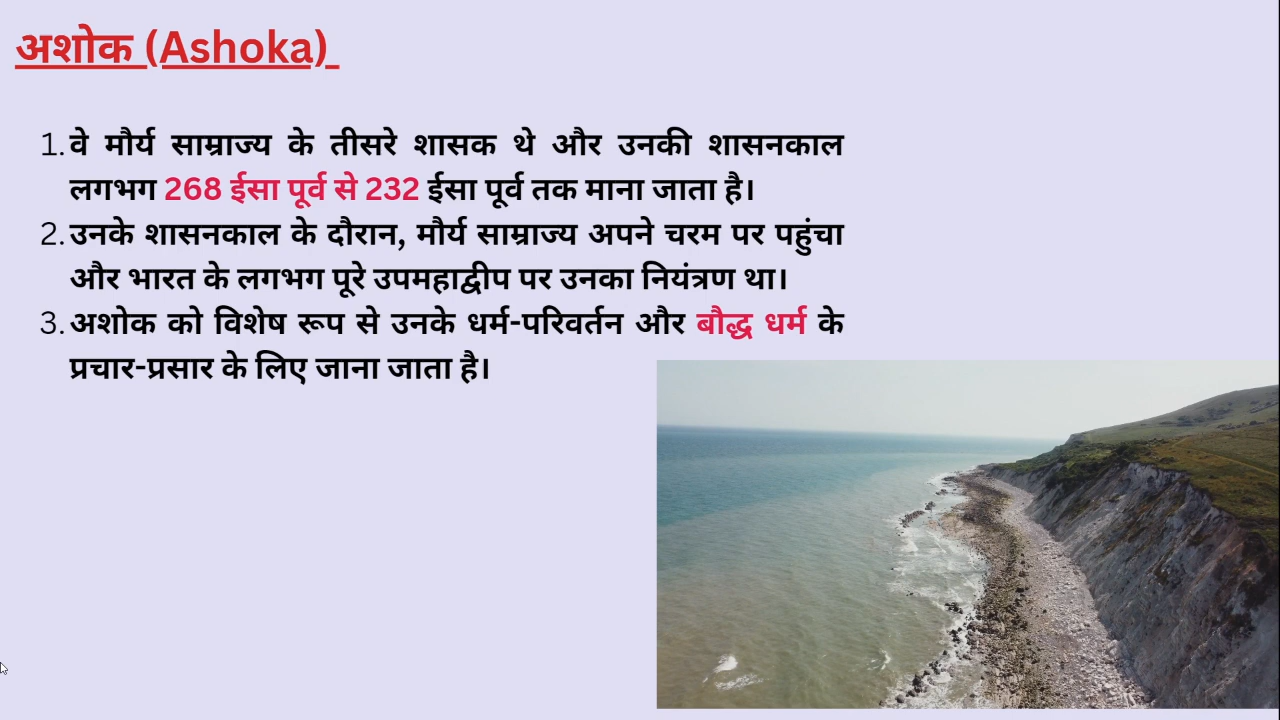 अशोक (Ashoka)
1. वे मौर्य साम्राज्य के तीसरे शासक थे और उनकी शासनकाल
लगभग 268 ईसा पूर्व से 232 ईसा पूर्व तक माना जाता है।
2. उनके शासनकाल के दौरान, मौर्य साम्राज्य अपने चरम पर पहुंचा
और भारत के लगभग पूरे उपमहाद्वीप पर उनका नियंत्रण था।
3. अशोक को विशेष रूप से उनके धर्म-परिवर्तन और बौद्ध धर्म के
प्रचार-प्रसार के लिए जाना जाता है।